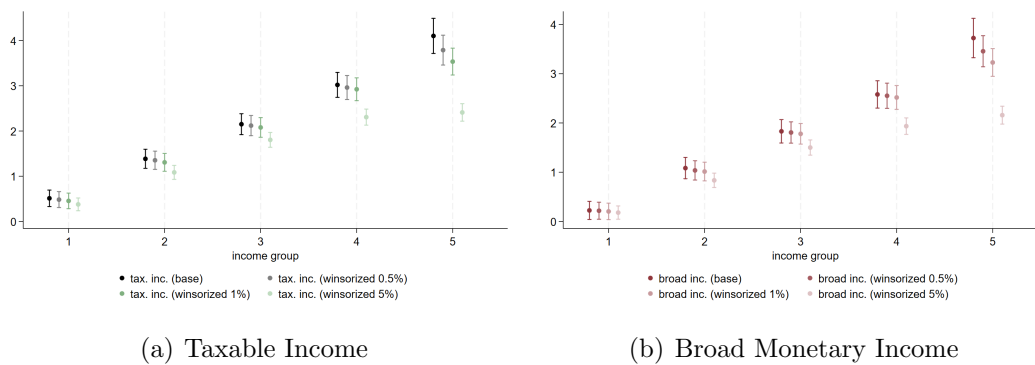 4
3
2
1
0
1 2 3 4 5
income group
tax. inc. (base) tax. inc. (winsorized 0.5%)
tax. inc. (winsorized 1%) tax. inc. (winsorized 5%)
(a) Taxable Income
4
3
2
1
0
1 2 3 4 5
income group
broad inc. (base) broad inc. (winsorized 0.5%)
broad inc. (winsorized 1%) broad inc. (winsorized 5%)
(b) Broad Monetary Income